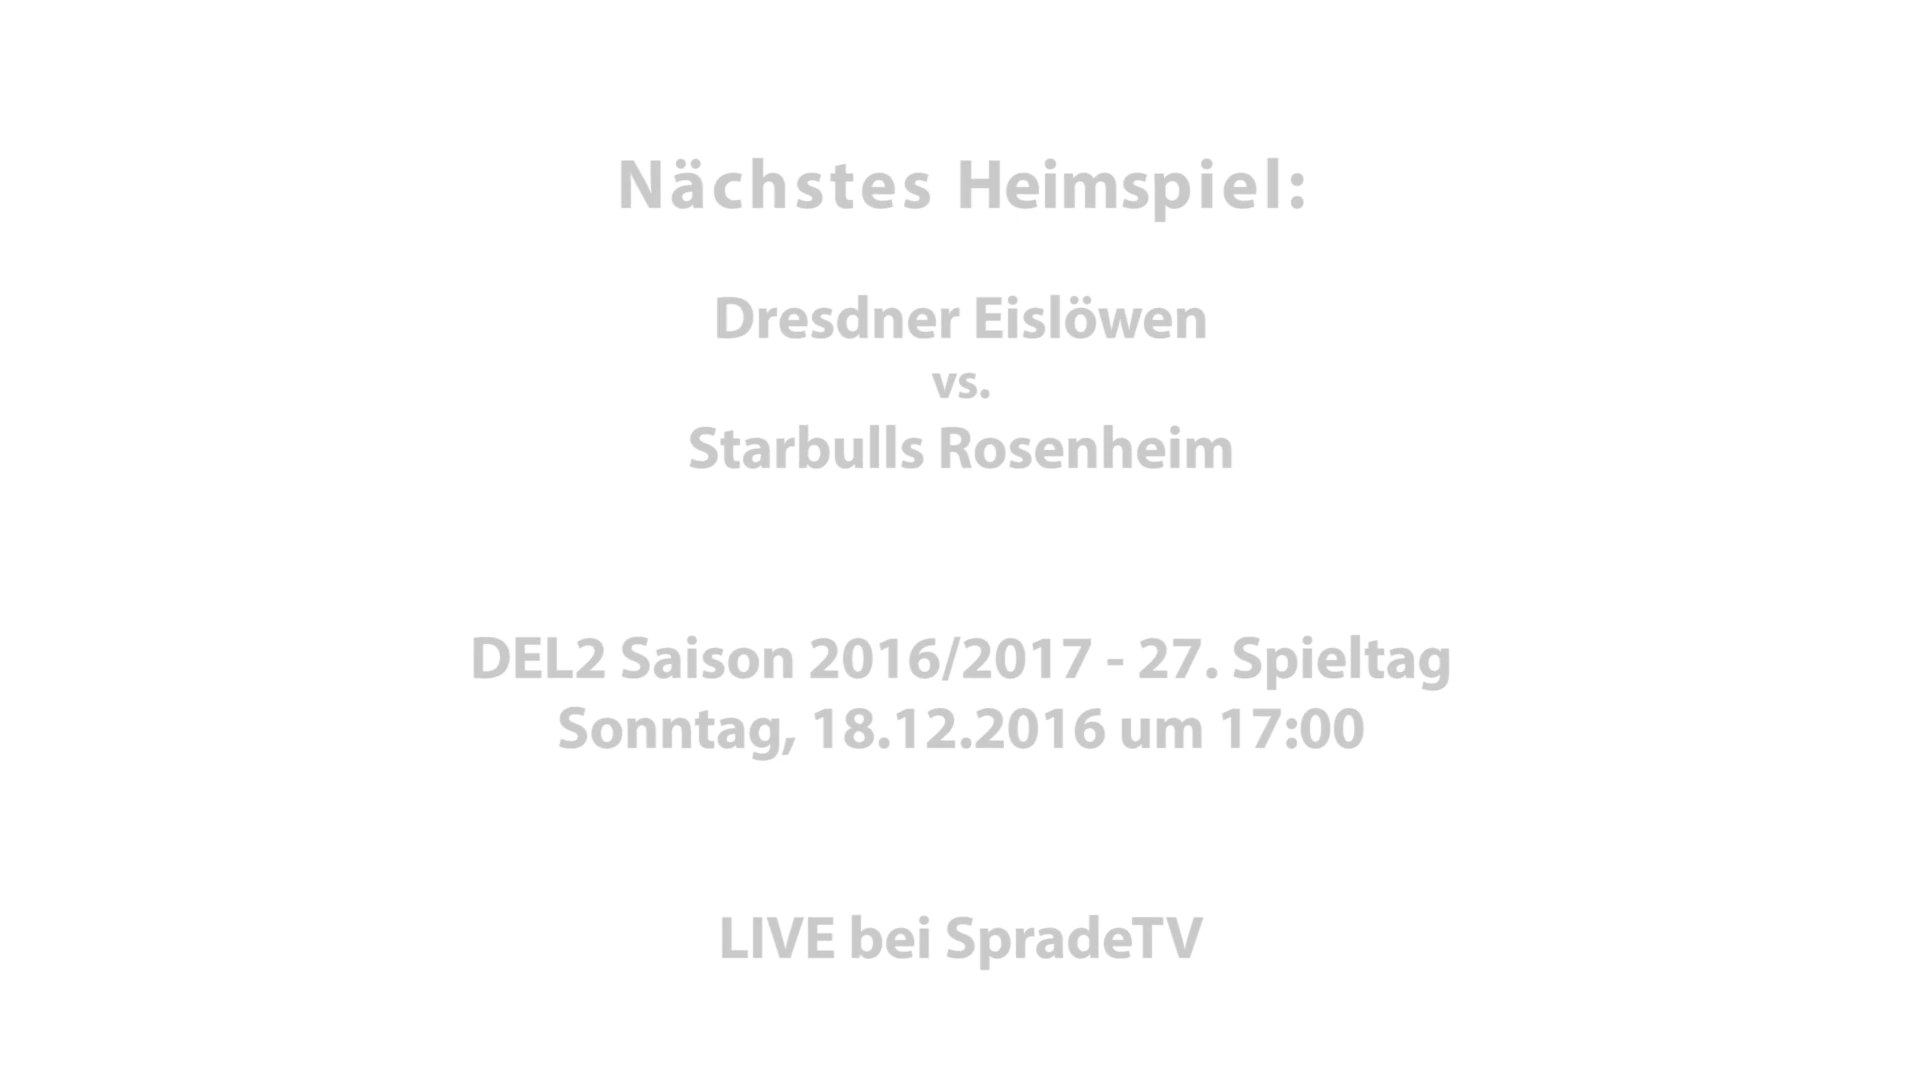 Nächstes Heimspiel:
Dresdner Eislöwen
vs.
Starbulls Rosenheim
DEL2 Saison 2016/2017 - 27. Spieltag
Sonntag, 18.12.2016 um 17:00
LIVE bei SpradeTV